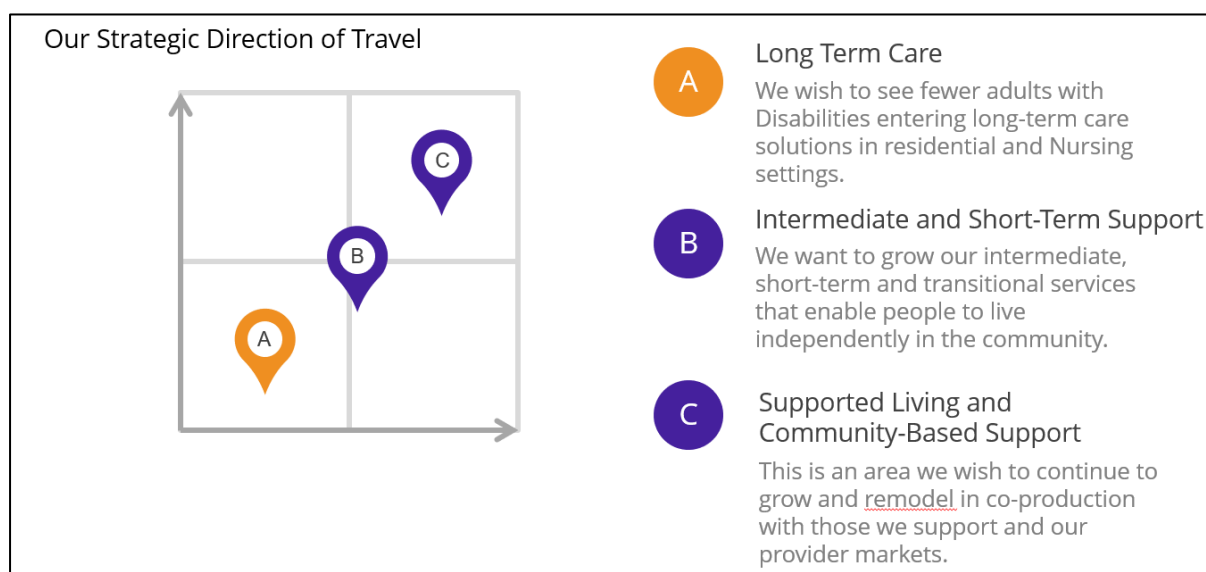 Our Strategic Direction of Travel
C
B
A
A
Long Term Care
We wish to see fewer adults with
Disabilities entering long-term care
solutions in residential and Nursing
settings.
B
Intermediate and Short-Term Support
We want to grow our intermediate,
short-term and transitional services
that enable people to live
independently in the community.
C
Supported Living and
Community-Based Support
This is an area we wish to continue to
grow and remodel in co-production
with those we support and our
provider markets.